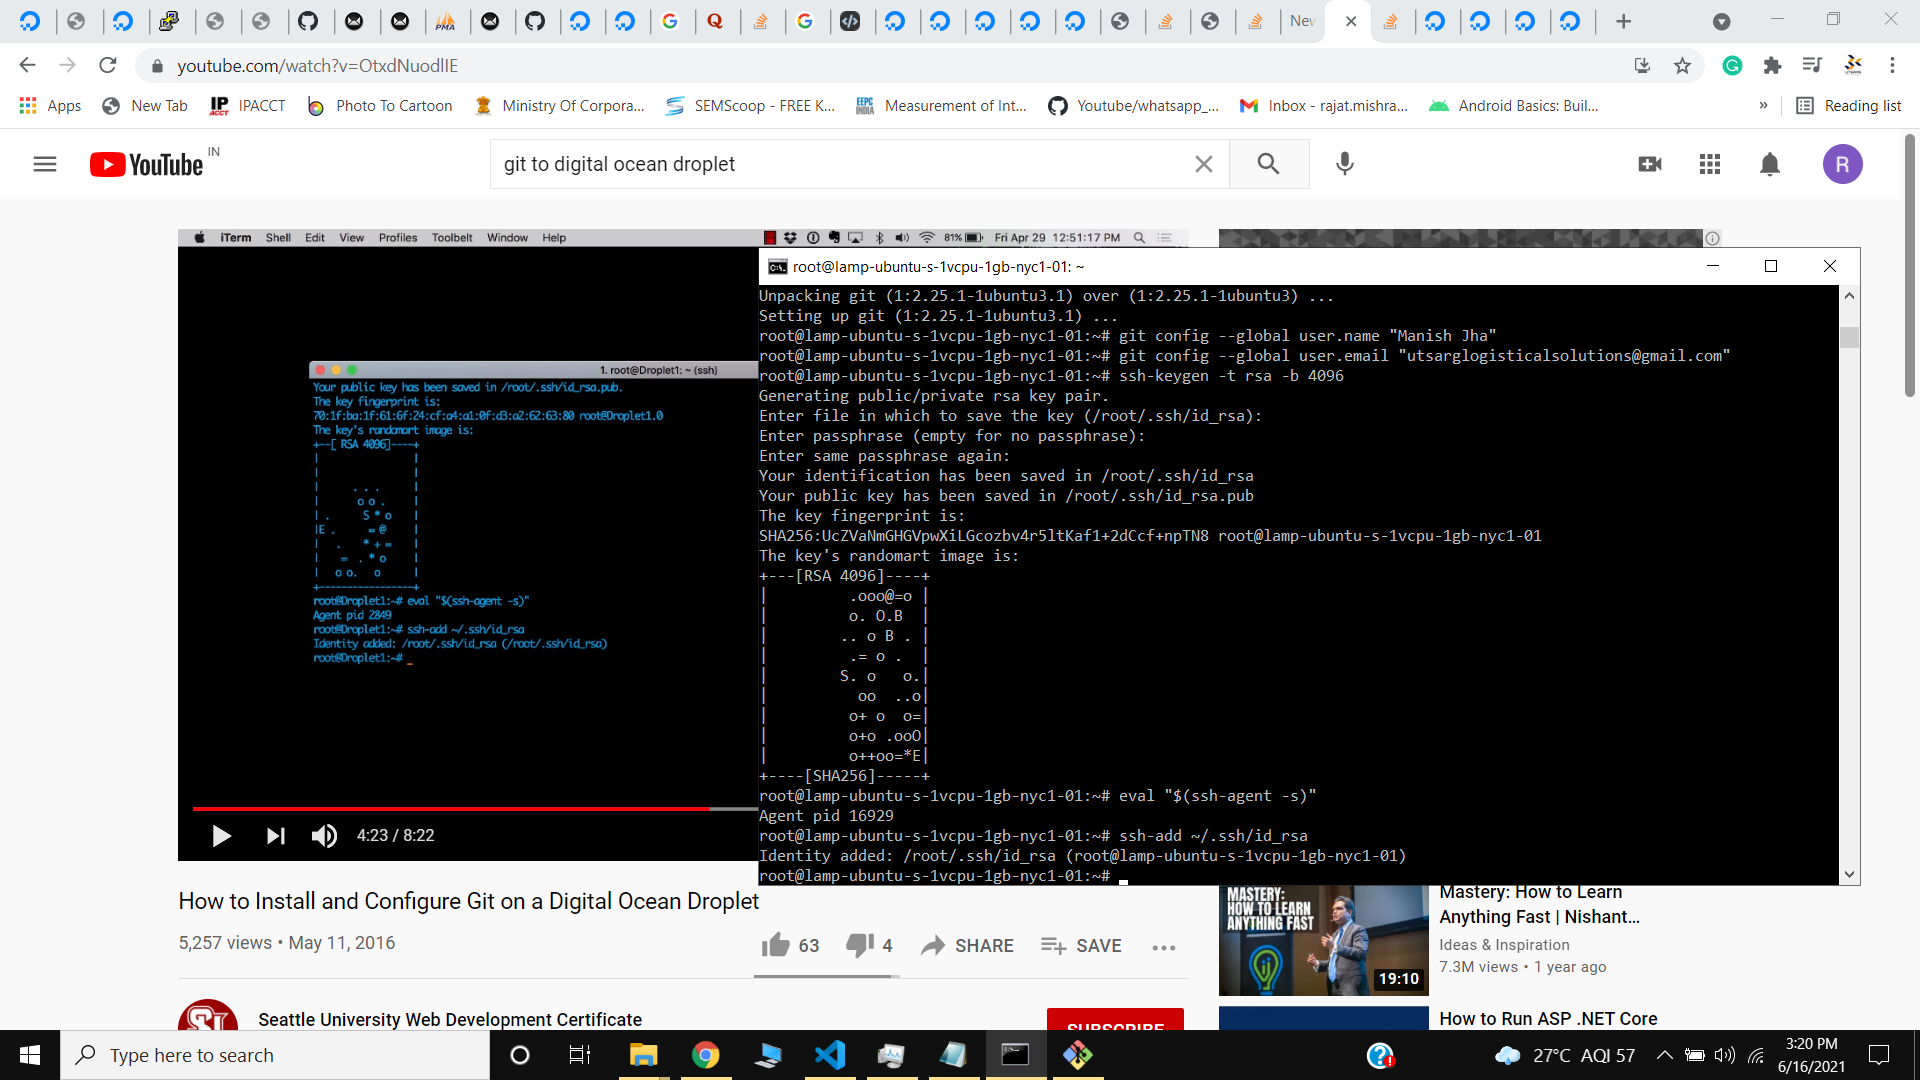 New
youtube.com/watch?v=OtxdNuodlIE
Apps
New Tab
IPACCT
Photo To Cartoon
Ministry Of Corpora...
SEMScoop - FREE K...
Measurement of Int...
Youtube/whatsapp_...
Inbox - rajat.mishra...
Android Basics: Buil...
»
Reading list
YouTube IN
git to digital ocean droplet
R
iTerm Shell Edit View Profiles Toolbelt Window Help
81% Fri Apr 29 12:51:17 PM
1. root@Droplet1: ~ (ssh)
Your public key has been saved in /root/.ssh/id_rsa.pub.
The key fingerprint is:
70:1f:ba:1f:61:6f:24:cf:a4:a1:0f:d3:a2:62:63:80 root@Droplet1.0
The key's randomart image is:
+--[ RSA 4096]----+
|                 |
|                 |
|      . . .      |
|       o o .     |
| .      S * o    |
|E .      = @     |
|   .    * + =    |
|    =  . * o     |
|   o o.   o      |
+-----------------+
root@Droplet1:~# eval "$(ssh-agent -s)"
Agent pid 2849
root@Droplet1:~# ssh-add ~/.ssh/id_rsa
Identity added: /root/.ssh/id_rsa (/root/.ssh/id_rsa)
root@Droplet1:~# _
root@lamp-ubuntu-s-1vcpu-1gb-nyc1-01: ~
Unpacking git (1:2.25.1-1ubuntu3.1) over (1:2.25.1-1ubuntu3) ...
Setting up git (1:2.25.1-1ubuntu3.1) ...
root@lamp-ubuntu-s-1vcpu-1gb-nyc1-01:~# git config --global user.name "Manish Jha"
root@lamp-ubuntu-s-1vcpu-1gb-nyc1-01:~# git config --global user.email "utsarglogisticalsolutions@gmail.com"
root@lamp-ubuntu-s-1vcpu-1gb-nyc1-01:~# ssh-keygen -t rsa -b 4096
Generating public/private rsa key pair.
Enter file in which to save the key (/root/.ssh/id_rsa):
Enter passphrase (empty for no passphrase):
Enter same passphrase again:
Your identification has been saved in /root/.ssh/id_rsa
Your public key has been saved in /root/.ssh/id_rsa.pub
The key fingerprint is:
SHA256:UcZVaNmGHGVpwXiLGcozbv4r5ltKaf1+2dCcf+npTN8 root@lamp-ubuntu-s-1vcpu-1gb-nyc1-01
The key's randomart image is:
+---[RSA 4096]----+
|         .ooo@=o |
|         o. O.B  |
|        .. o B . |
|         .= o .  |
|        S. o   o.|
|          oo  ..o|
|         o+ o  o=|
|         o+o .ooO|
|         o++oo=*E|
+----[SHA256]-----+
root@lamp-ubuntu-s-1vcpu-1gb-nyc1-01:~# eval "$(ssh-agent -s)"
Agent pid 16929
root@lamp-ubuntu-s-1vcpu-1gb-nyc1-01:~# ssh-add ~/.ssh/id_rsa
Identity added: /root/.ssh/id_rsa (root@lamp-ubuntu-s-1vcpu-1gb-nyc1-01)
root@lamp-ubuntu-s-1vcpu-1gb-nyc1-01:~# _
4:23 / 8:22
How to Install and Configure Git on a Digital Ocean Droplet
5,257 views • May 11, 2016
63
4
SHARE
SAVE
Seattle University Web Development Certificate
SUBSCRIBE
MASTERY:
HOW TO LEARN
ANYTHING FAST
19:10
Mastery: How to Learn
Anything Fast | Nishant...
Ideas & Inspiration
7.3M views • 1 year ago
How to Run ASP .NET Core
Type here to search
27°C AQI 57
3:20 PM
6/16/2021